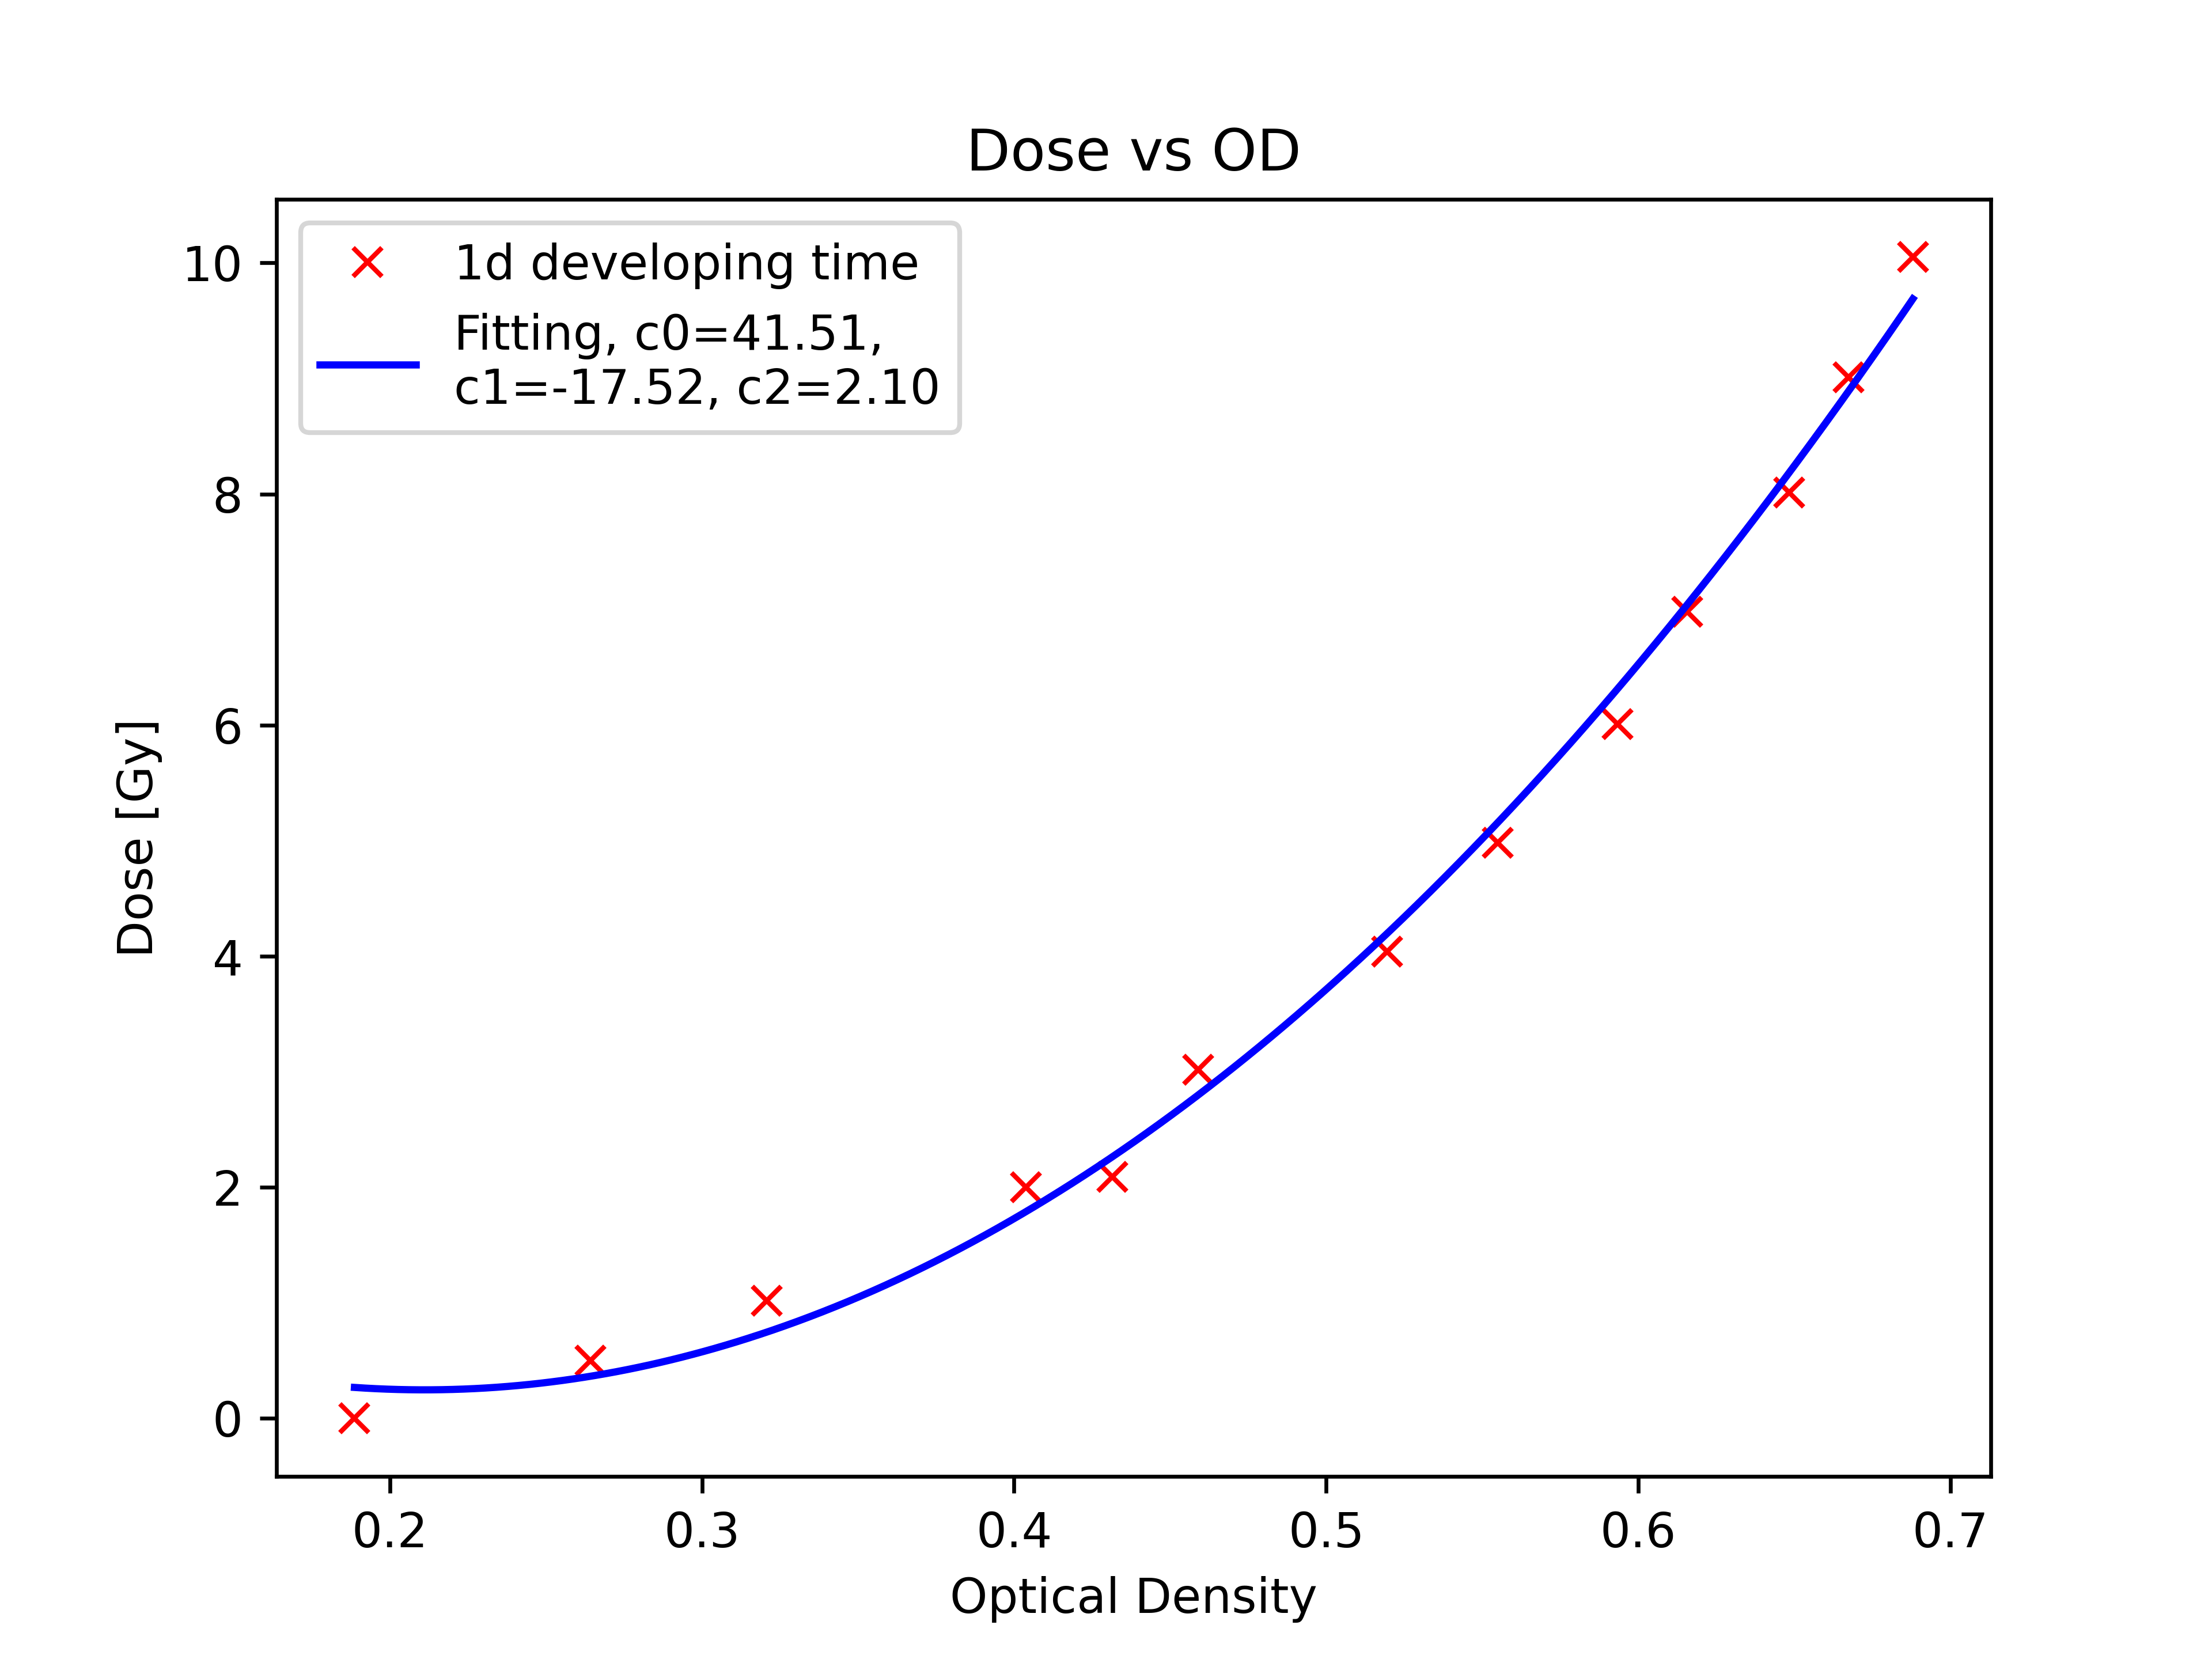 Dose vs OD
1d developing time
Fitting, c0=41.51,
c1=-17.52, c2=2.10
10
8
6
4
2
0
Dose [Gy]
0.2
0.3
0.4
0.5
0.6
0.7
Optical Density